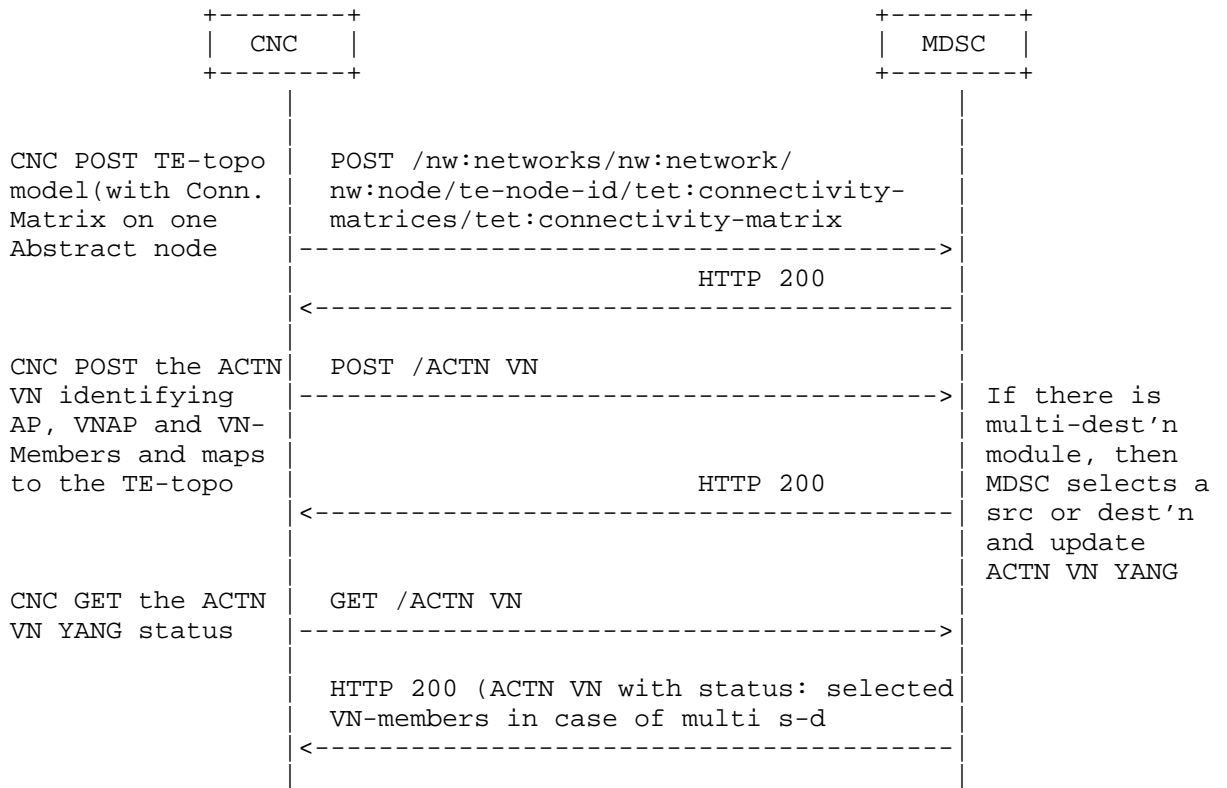 CNC
MDSC
CNC POST TE-topo
model(with Conn.
Matrix on one
Abstract node
POST /nw:networks/nw:network/
nw:node/te-node-id/tet:connectivity-
matrices/tet:connectivity-matrix
HTTP 200
CNC POST the ACTN
VN identifying
AP, VNAP and VN-
Members and maps
to the TE-topo
POST /ACTN VN
HTTP 200
If there is
multi-dest'n
module, then
MDSC selects a
src or dest'n
and update
ACTN VN YANG
CNC GET the ACTN
VN YANG status
GET /ACTN VN
HTTP 200 (ACTN VN with status: selected
VN-members in case of multi s-d